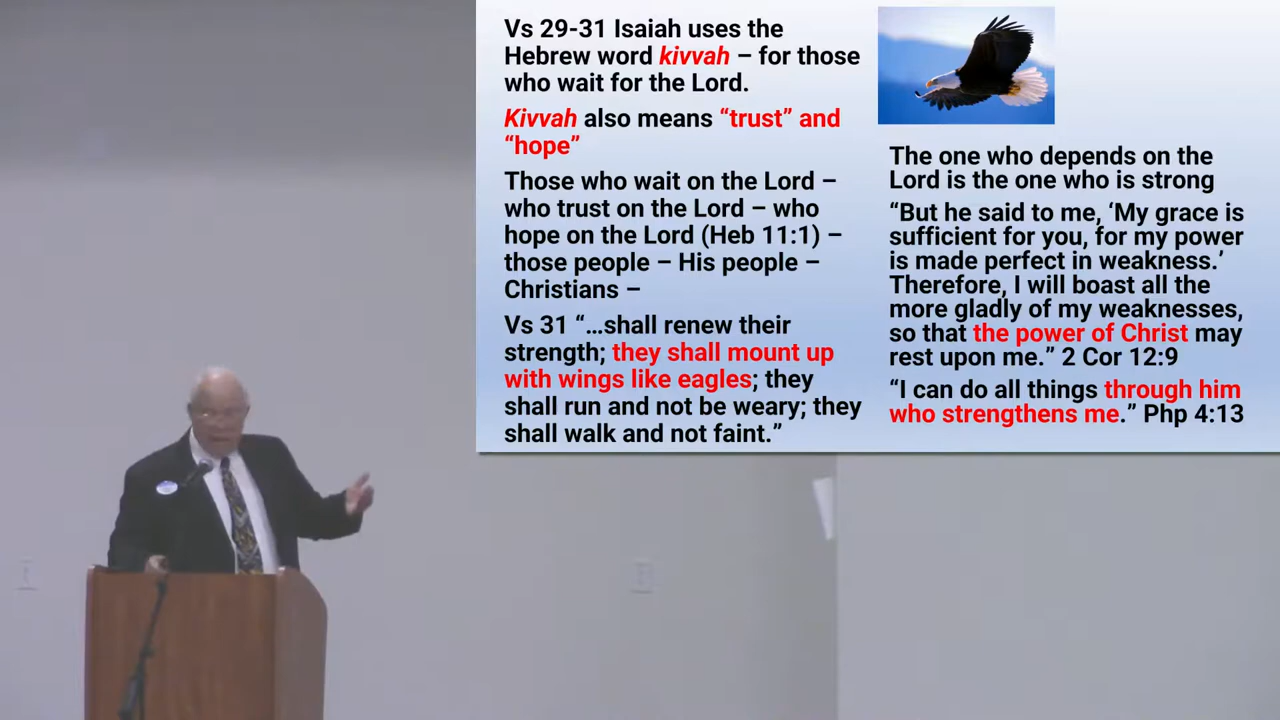 Vs 29-31 Isaiah uses the
Hebrew word kivvah – for those
who wait for the Lord.
Kivvah also means “trust” and
“hope”
Those who wait on the Lord –
who trust on the Lord – who
hope on the Lord (Heb 11:1) –
those people – His people –
Christians –
Vs 31 “…shall renew their
strength; they shall mount up
with wings like eagles; they
shall run and not be weary; they
shall walk and not faint.”
The one who depends on the
Lord is the one who is strong
“But he said to me, ‘My grace is
sufficient for you, for my power
is made perfect in weakness.’
Therefore, I will boast all the
more gladly of my weaknesses,
so that the power of Christ may
rest upon me.” 2 Cor 12:9
“I can do all things through him
who strengthens me.” Php 4:13